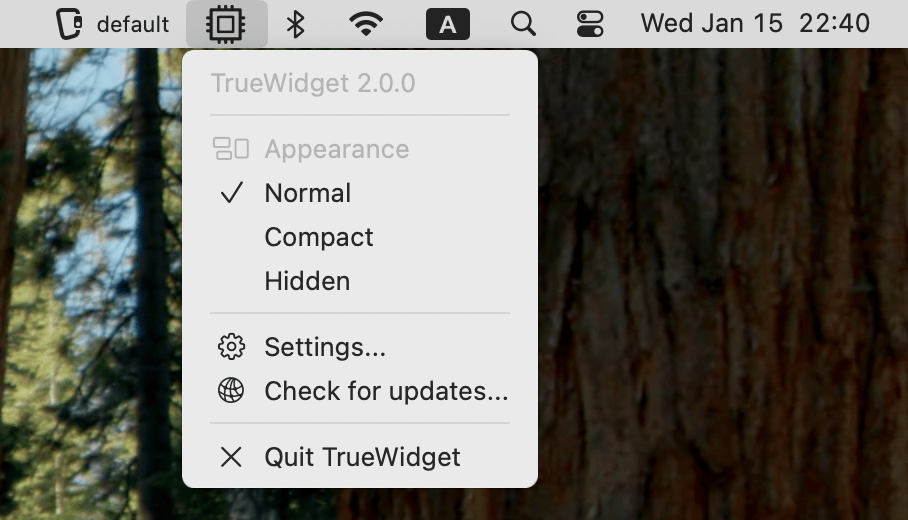 default
A
Wed Jan 15 22:40
TrueWidget 2.0.0
Appearance
Normal
Compact
Hidden
Settings...
Check for updates...
Quit TrueWidget